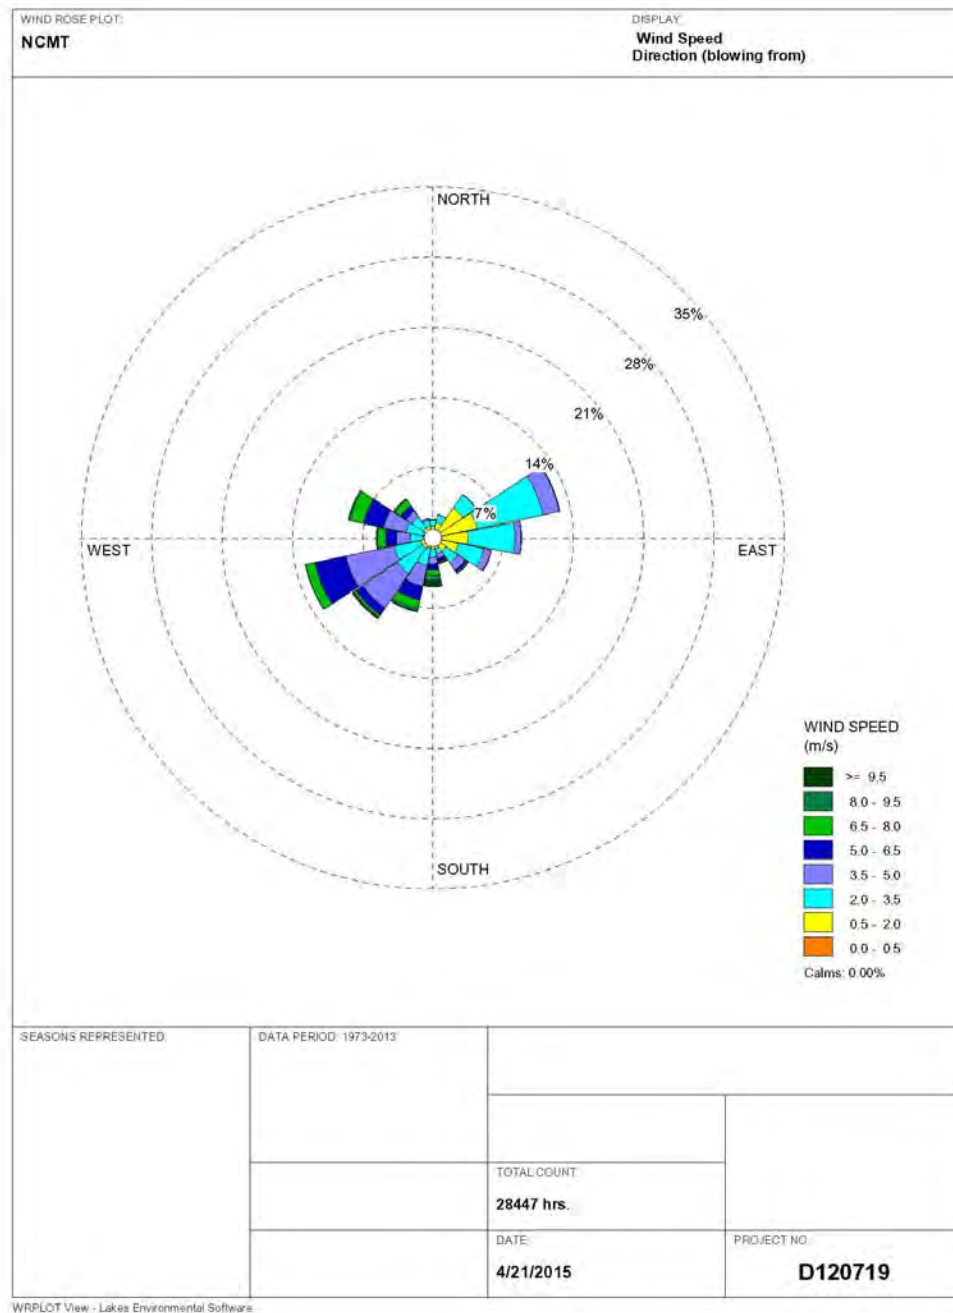 WIND ROSE PLOT:
NCMT
DISPLAY:
Wind Speed
Direction (blowing from)
NORTH
35%
28%
21%
14%
7%
WEST
EAST
SOUTH
WIND SPEED
(m/s)
>= 9.5
8.0 - 9.5
6.5 - 8.0
5.0 - 6.5
3.5 - 5.0
2.0 - 3.5
0.5 - 2.0
0.0 - 0.5
Calms: 0.00%
SEASONS REPRESENTED:
DATA PERIOD: 1973-2013
TOTAL COUNT:
28447 hrs.
DATE:
4/21/2015
PROJECT NO.
D120719
WRPLOT View - Lakes Environmental Software